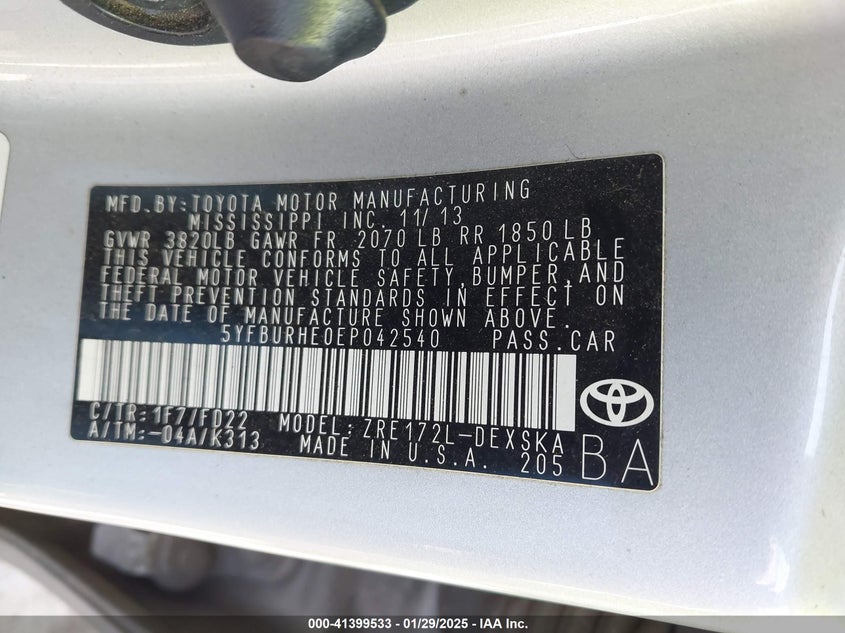 MFD.BY:TOYOTA MOTOR MANUFACTURING
MISSISSIPPI INC. 11/13
GVWR 3820LB GAWR FR 2070 LB RR 1850 LB
THIS VEHICLE CONFORMS TO ALL APPLICABLE
FEDERAL MOTOR VEHICLE SAFETY,BUMPER,AND
THEFT PREVENTION STANDARDS IN EFFECT ON
THE DATE OF MANUFACTURE SHOWN ABOVE.
5YFBURHE0EP042540 PASS.CAR
C/TR:1F7/FD22 MODEL:ZRE172L-DEXSKA
A/TM:-04A/K313 MADE IN U.S.A. 205
BA
000-41399533 - 01/29/2025 - IAA Inc.